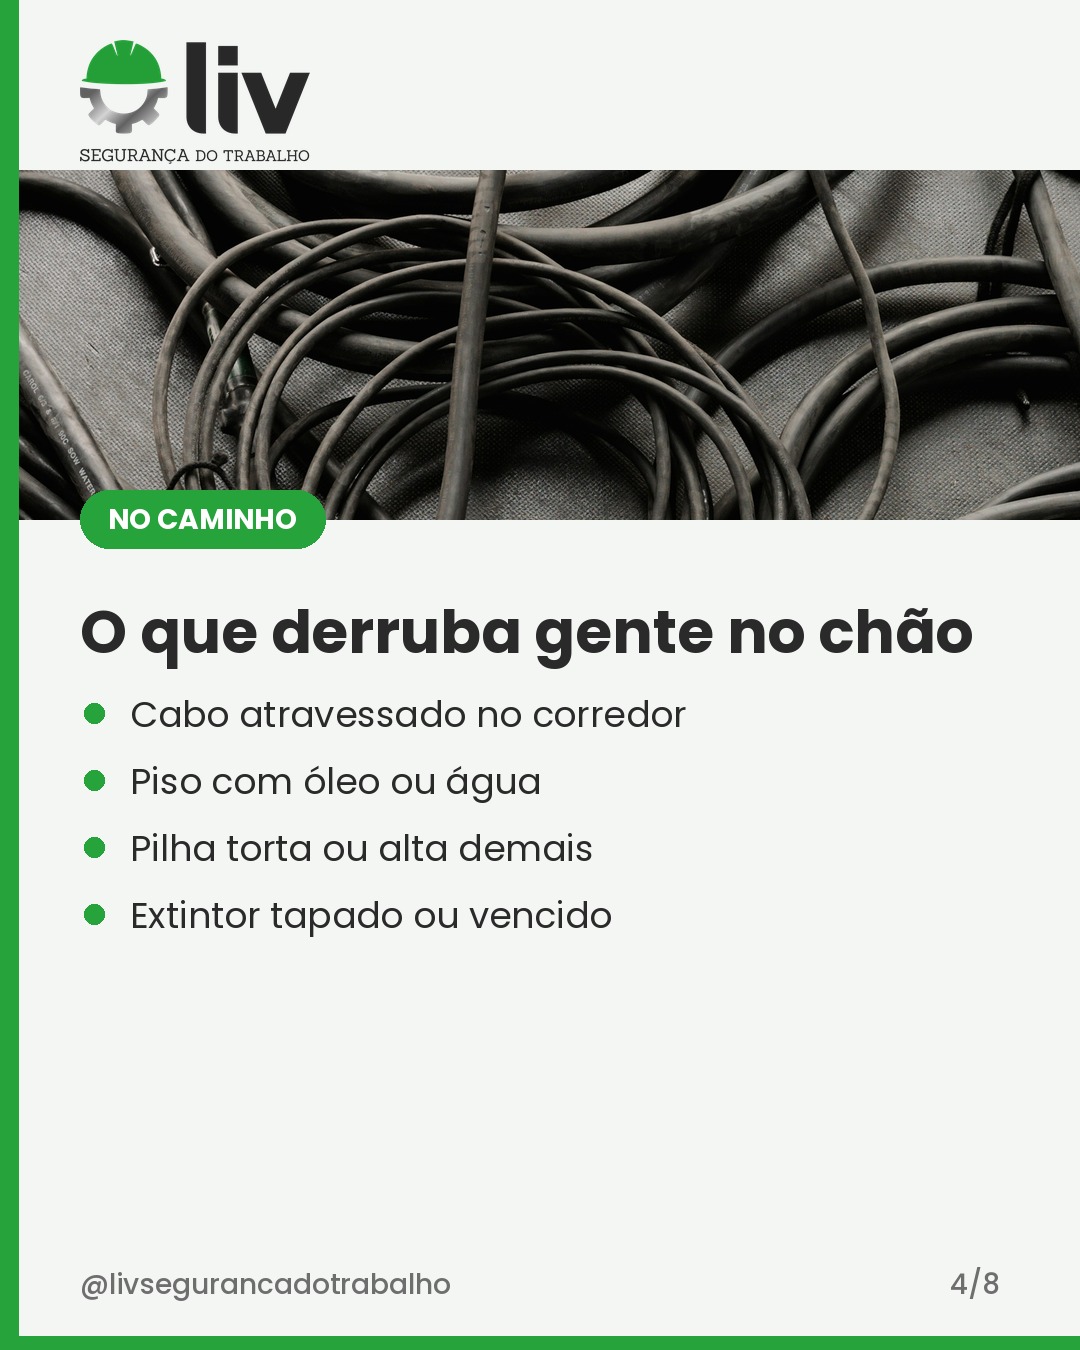 liv
SEGURANÇA DO TRABALHO
NO CAMINHO
O que derruba gente no chão
Cabo atravessado no corredor
Piso com óleo ou água
Pilha torta ou alta demais
Extintor tapado ou vencido
@livsegurancadotrabalho
4/8